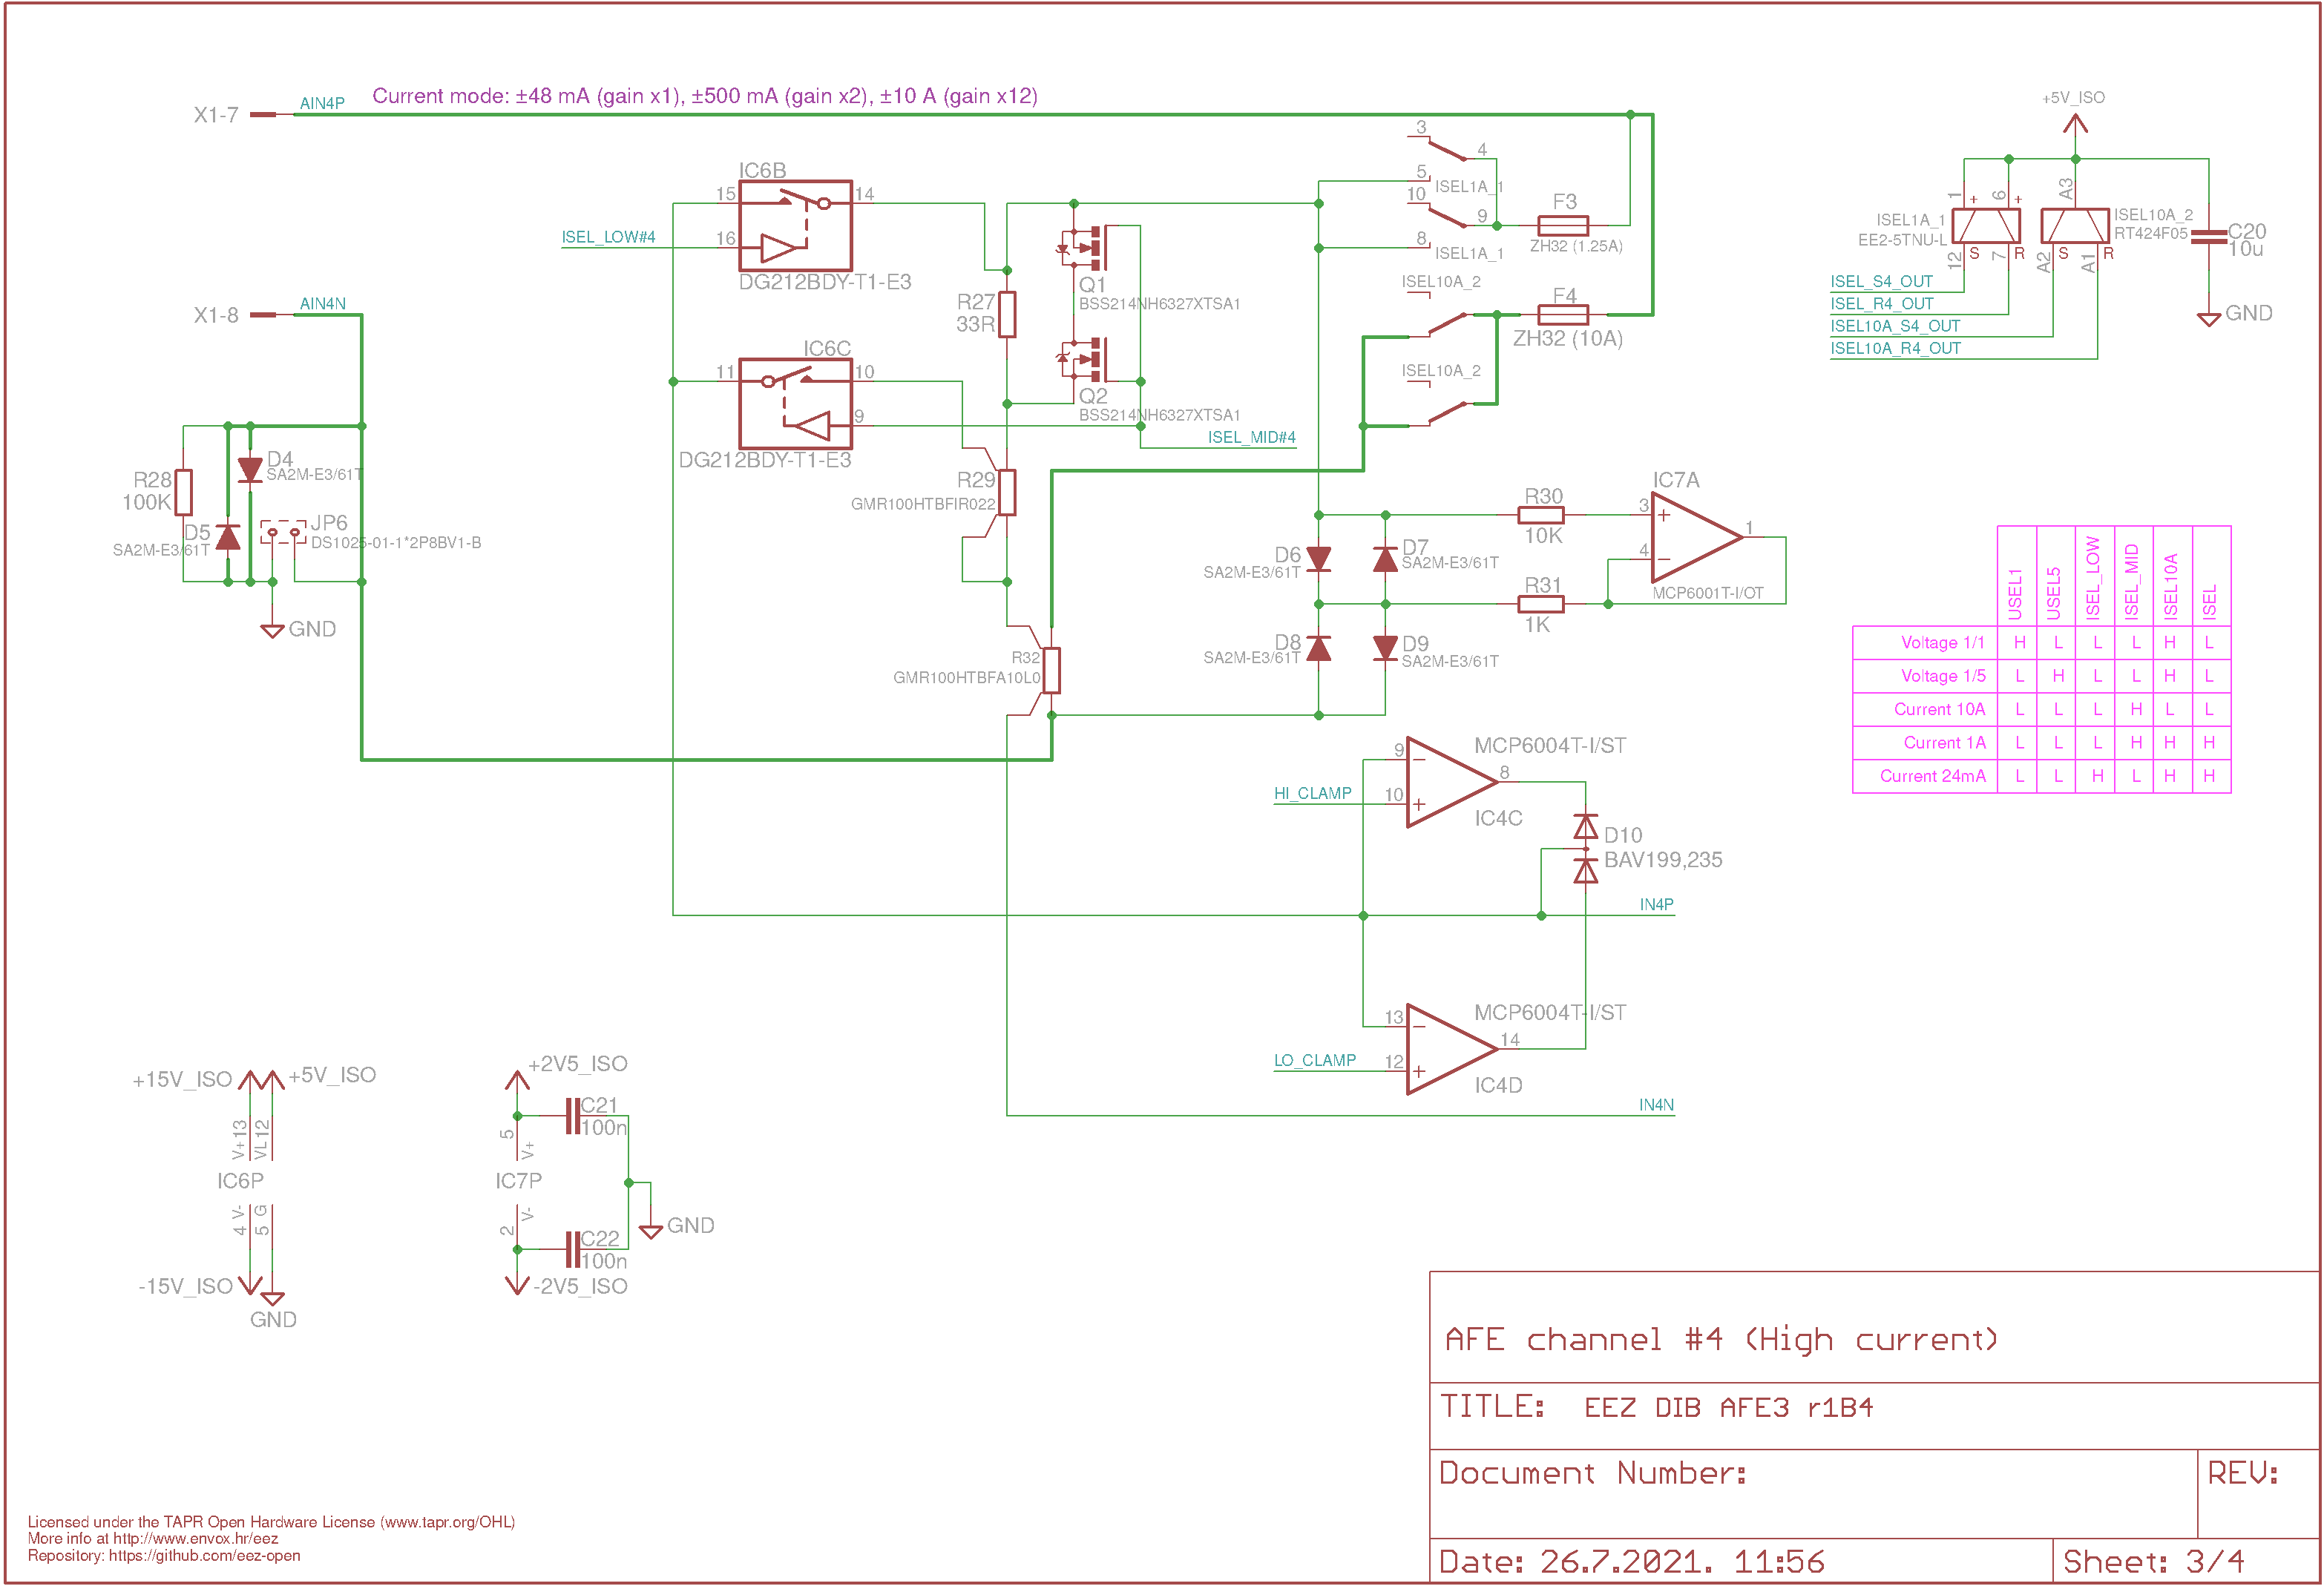 Current mode: ±48 mA (gain x1), ±500 mA (gain x2), ±10 A (gain x12)
X1-7
AIN4P
X1-8
AIN4N
IC6B
15
14
16
ISEL_LOW#4
DG212BDY-T1-E3
IC6C
11
10
9
DG212BDY-T1-E3
R27
33R
Q1
BSS214NH6327XTSA1
Q2
BSS214NH6327XTSA1
ISEL_MID#4
R29
GMR100HTBFIR022
R32
GMR100HTBFA10L0
R28
100K
D4
SA2M-E3/61T
D5
SA2M-E3/61T
JP6
DS1025-01-1*2P8BV1-B
GND
3
4
5
ISEL1A_1
10
9
8
ISEL1A_1
F3
ZH32 (1.25A)
ISEL10A_2
F4
ZH32 (10A)
ISEL10A_2
+5V_ISO
1
+
6
+
A3
ISEL1A_1
EE2-5TNU-L
ISEL10A_2
RT424F05
12
S
7
R
A2
S
A1
R
C20
10u
GND
ISEL_S4_OUT
ISEL_R4_OUT
ISEL10A_S4_OUT
ISEL10A_R4_OUT
IC7A
R30
10K
3
+
4
−
1
R31
1K
MCP6001T-I/OT
D6
SA2M-E3/61T
D7
SA2M-E3/61T
D8
SA2M-E3/61T
D9
SA2M-E3/61T
USEL1 USEL5 ISEL_LOW ISEL_MID ISEL10A ISEL
Voltage 1/1 H L L L H L
Voltage 1/5 L H L L H L
Current 10A L L L H L L
Current 1A L L L H H H
Current 24mA L L H L H H
9
−
MCP6004T-I/ST
8
HI_CLAMP
10
+
IC4C
D10
BAV199,235
IN4P
13
−
MCP6004T-I/ST
14
LO_CLAMP
12
+
IC4D
IN4N
+15V_ISO
+5V_ISO
V+
13
VL
12
IC6P
4
V-
5
G
-15V_ISO
GND
+2V5_ISO
C21
100n
5
V+
IC7P
2
V-
GND
C22
100n
-2V5_ISO
AFE channel #4 (High current)
TITLE: EEZ DIB AFE3 r1B4
Document Number:
REV:
Date: 26.7.2021. 11:56
Sheet: 3/4
Licensed under the TAPR Open Hardware License (www.tapr.org/OHL)
More info at http://www.envox.hr/eez
Repository: https://github.com/eez-open